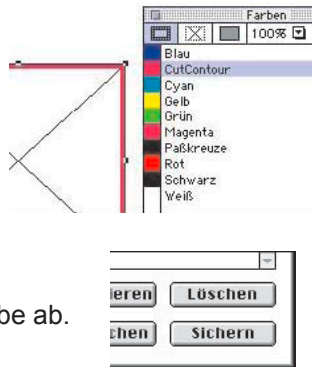 Farben
100%
Blau
CutContour
Cyan
Gelb
Grün
Magenta
Paßkreuze
Rot
Schwarz
Weiß
be ab.
ieren Löschen
chen Sichern